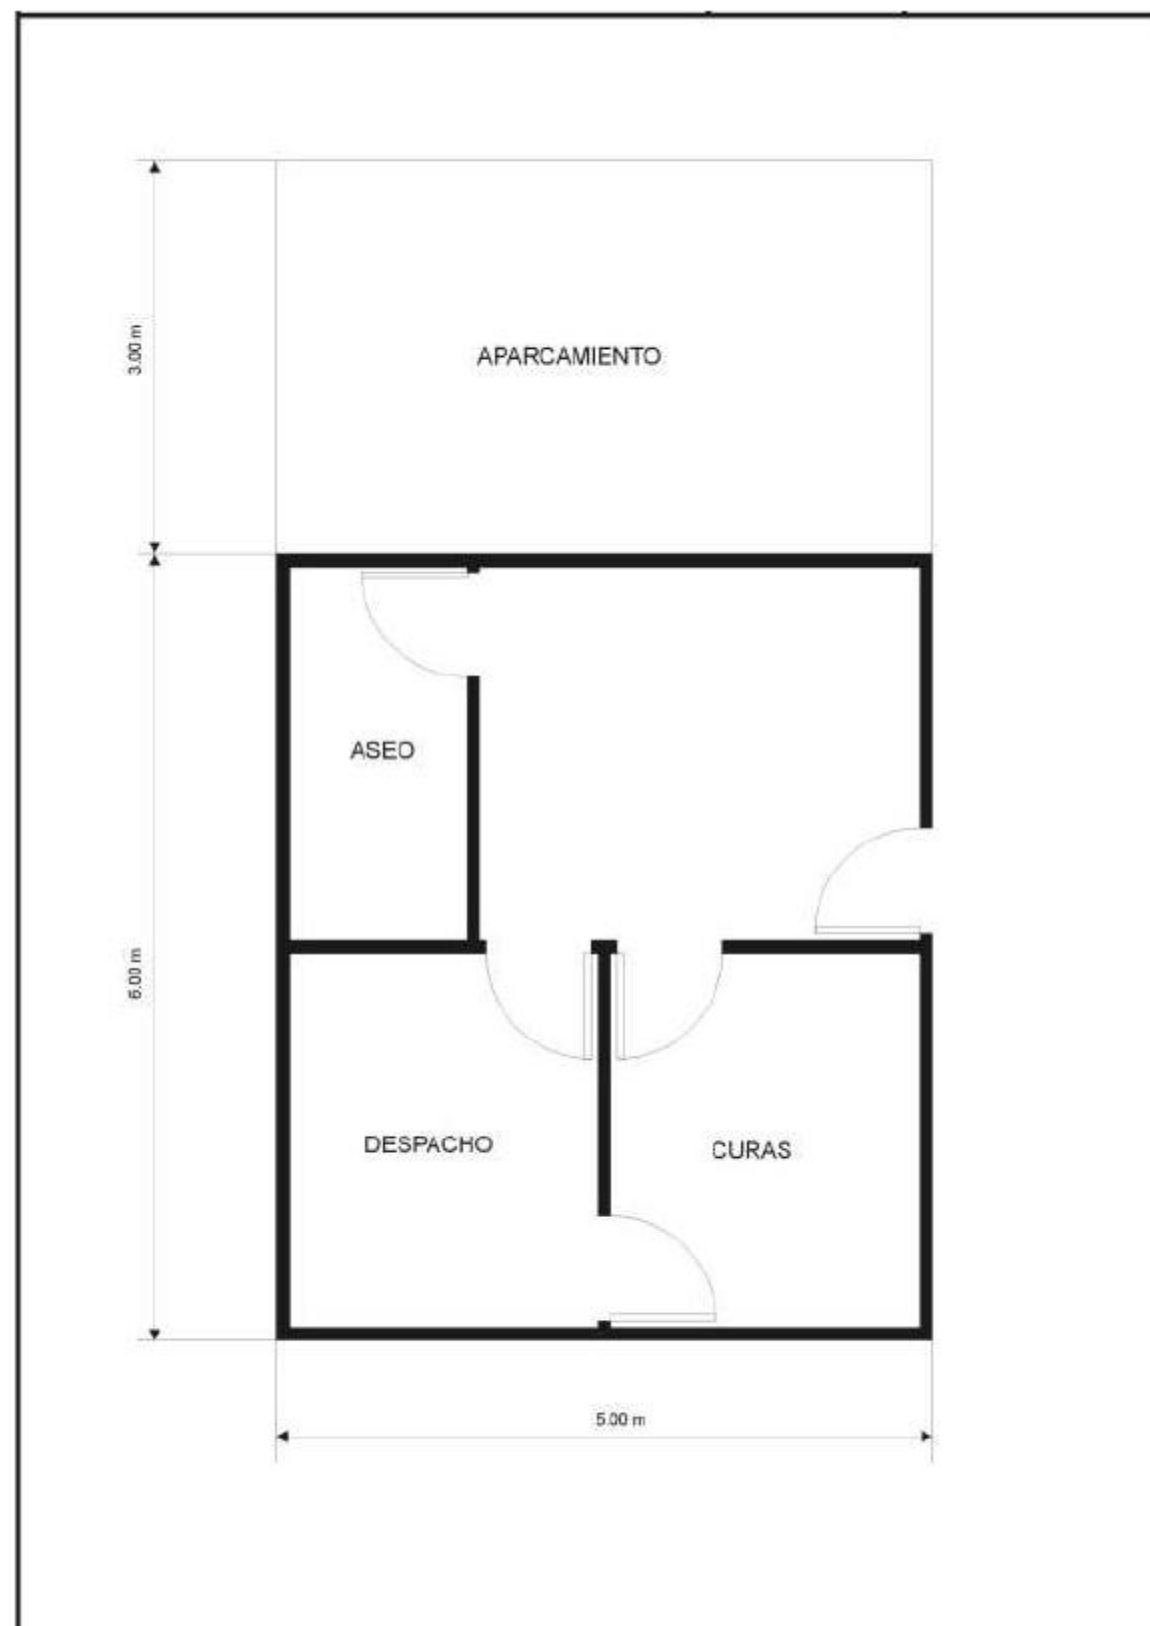 3.00 m
APARCAMIENTO
ASEO
6.00 m
DESPACHO
CURAS
5.00 m